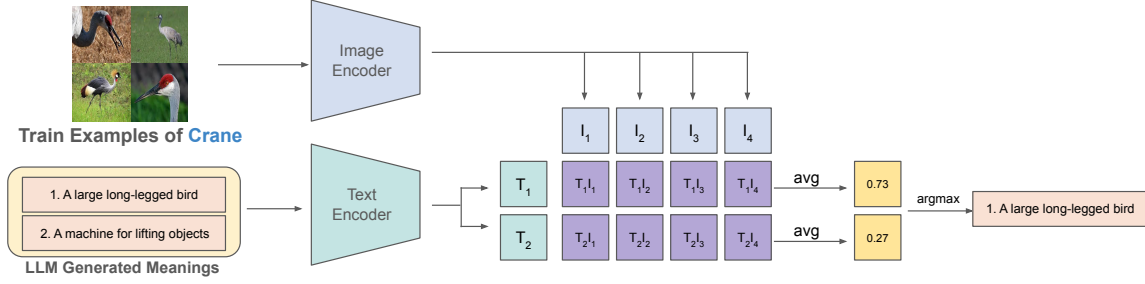 Image
Encoder
Train Examples of Crane
I1 I2 I3 I4
1. A large long-legged bird
2. A machine for lifting objects
LLM Generated Meanings
Text
Encoder
T1 T1I1 T1I2 T1I3 T1I4 avg 0.73
T2 T2I1 T2I2 T2I3 T2I4 avg 0.27
argmax
1. A large long-legged bird